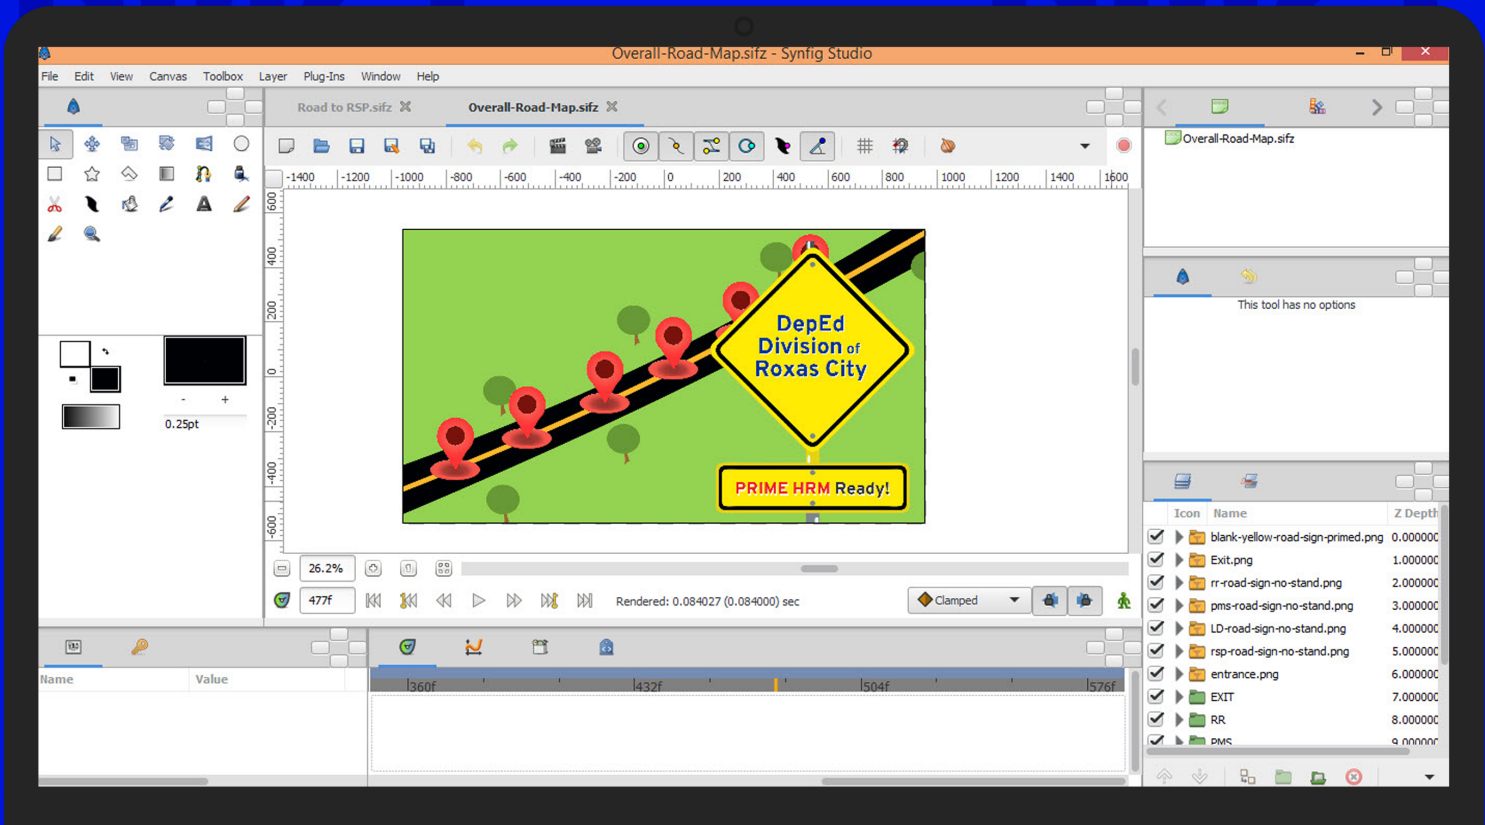 Overall-Road-Map.sifz - Synfig Studio
File Edit View Canvas Toolbox Layer Plug-Ins Window Help
Road to RSP.sifz
Overall-Road-Map.sifz
-1400 -1200 -1000 -800 -600 -400 -200 0 200 400 600 800 1000 1200 1400 1600
600
400
200
0
-200
-400
-600
DepEd
Division of
Roxas City
PRIME HRM Ready!
- +
0.25pt
26.2%
477f
Rendered: 0.084027 (0.084000) sec
Clamped
Name Value
360f 432f 504f 576f
Overall-Road-Map.sifz
This tool has no options
Icon Name Z Depth
blank-yellow-road-sign-primed.png 0.000000
Exit.png 1.000000
rr-road-sign-no-stand.png 2.000000
pms-road-sign-no-stand.png 3.000000
LD-road-sign-no-stand.png 4.000000
rsp-road-sign-no-stand.png 5.000000
entrance.png 6.000000
EXIT 7.000000
RR 8.000000
PMS 9.000000